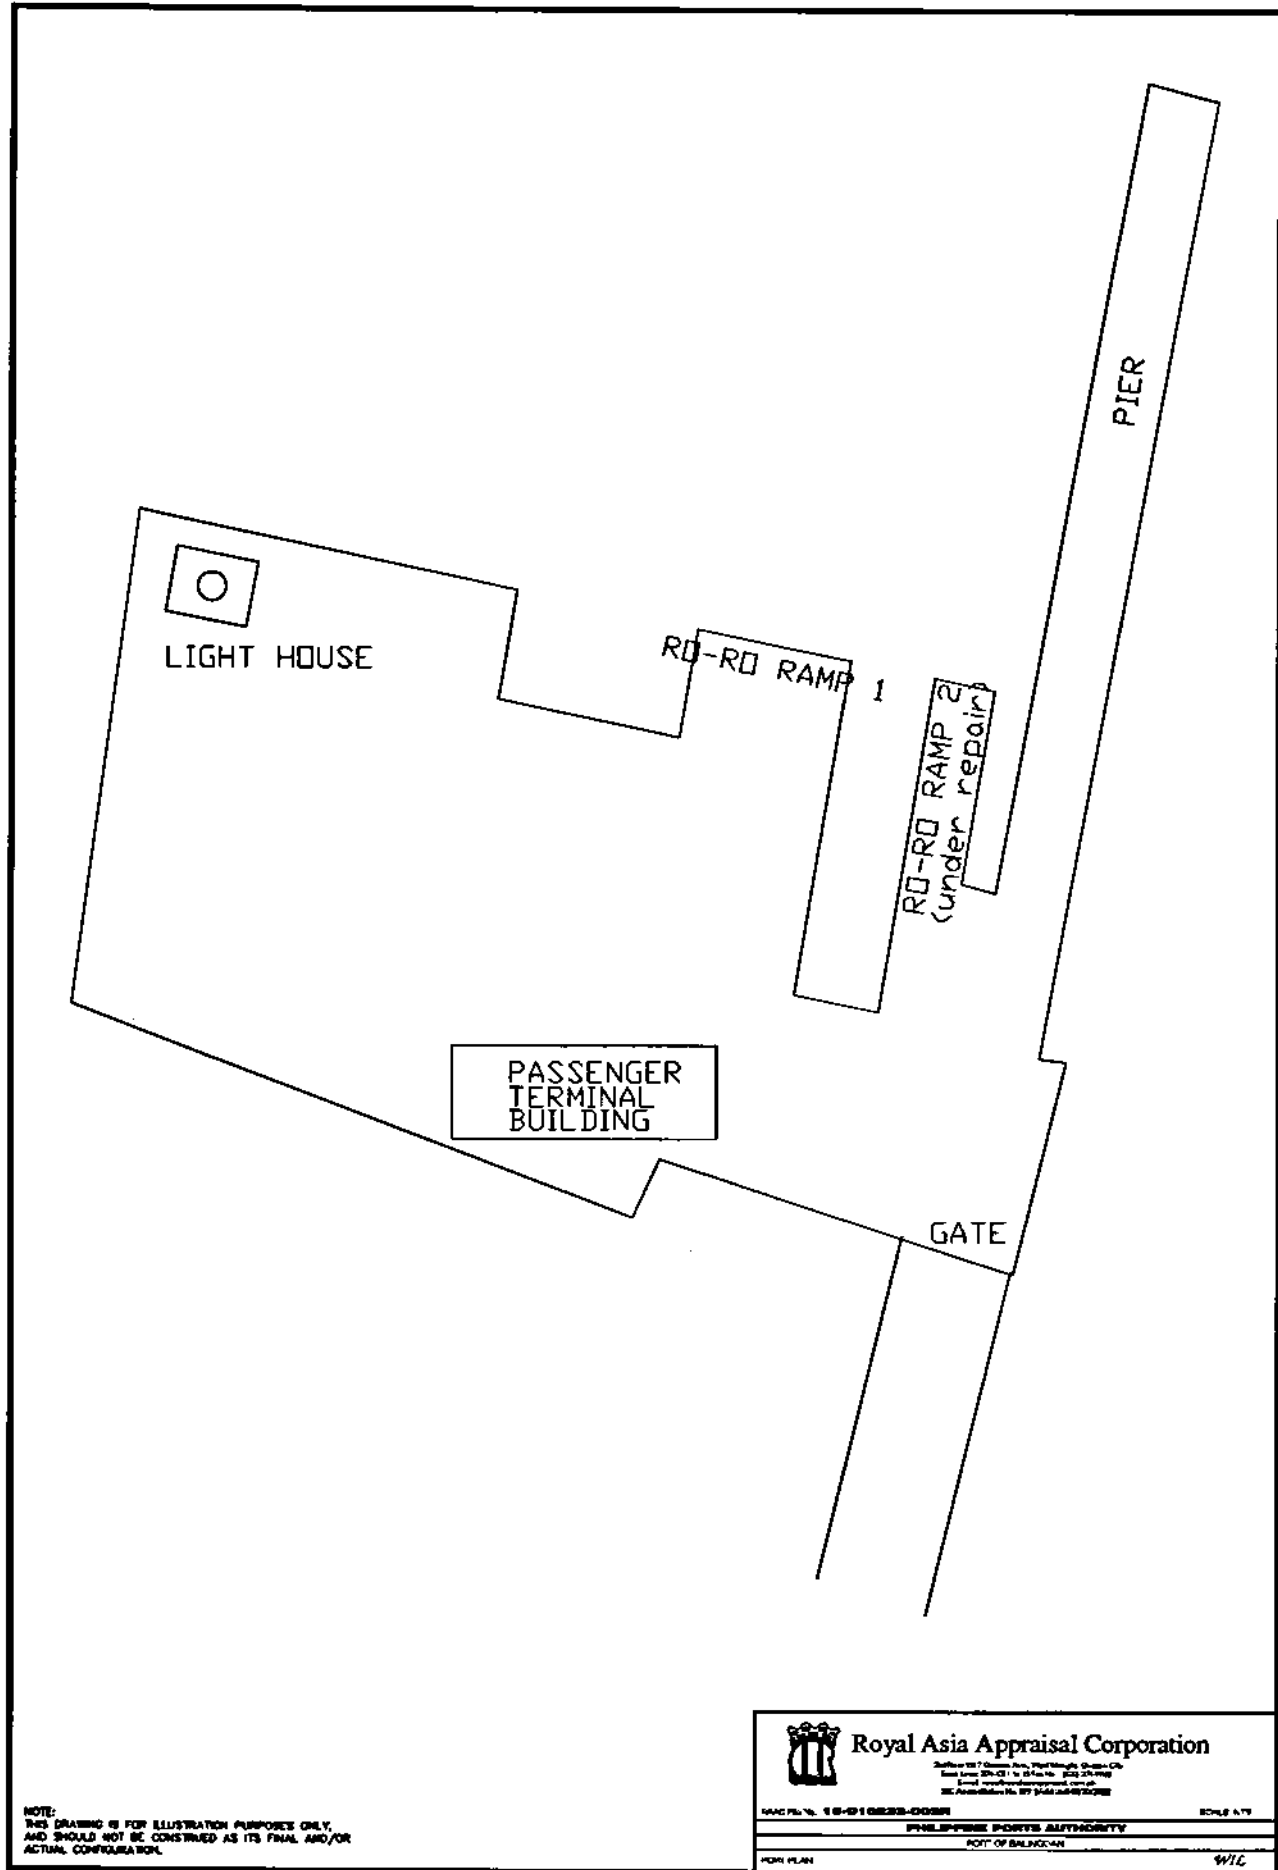 PIER
LIGHT HOUSE
RO-RO RAMP 1
RO-RO RAMP 2
(under repair)
PASSENGER
TERMINAL
BUILDING
GATE
Royal Asia Appraisal Corporation
PHILIPPINE PORTS AUTHORITY
PORT OF BALINGOAN
NOTE:
THIS DRAWING IS FOR ILLUSTRATION PURPOSES ONLY,
AND SHOULD NOT BE CONSTRUED AS ITS FINAL AND/OR
ACTUAL CONFIGURATION.